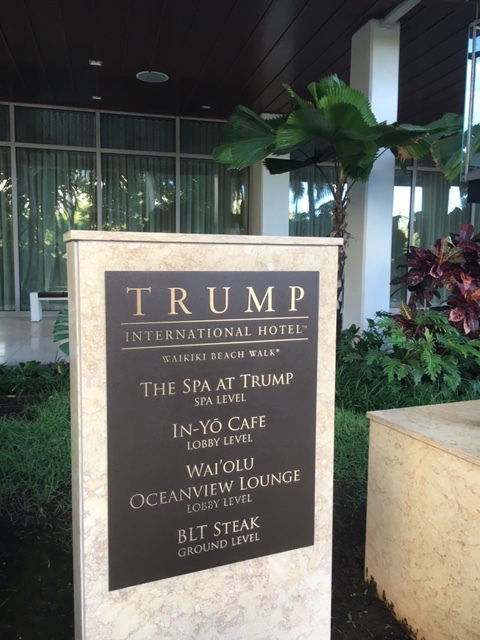 TRUMP
INTERNATIONAL HOTEL™
WAIKIKI BEACH WALK®
THE SPA AT TRUMP
SPA LEVEL
IN-YŌ CAFE
LOBBY LEVEL
WAI'OLU
OCEANVIEW LOUNGE
LOBBY LEVEL
BLT STEAK
GROUND LEVEL